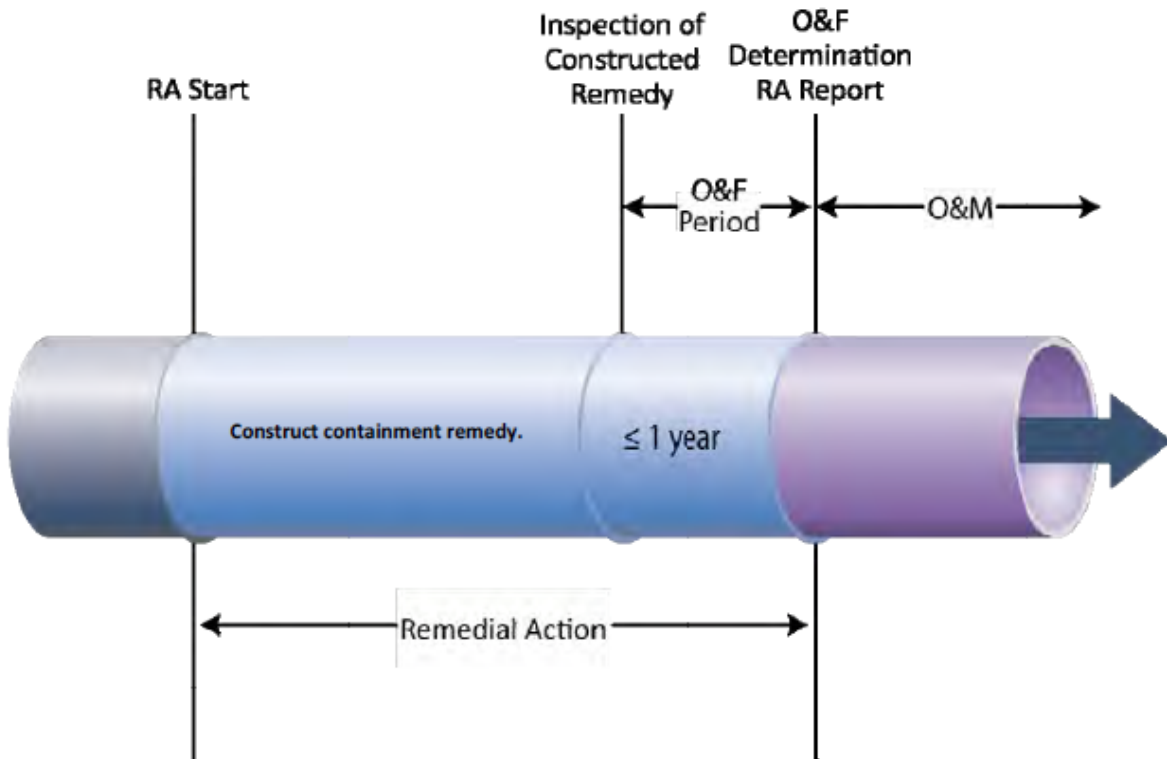 RA Start
Inspection of
Constructed
Remedy
O&F
Determination
RA Report
O&F
Period
O&M
Construct containment remedy.
≤ 1 year
Remedial Action